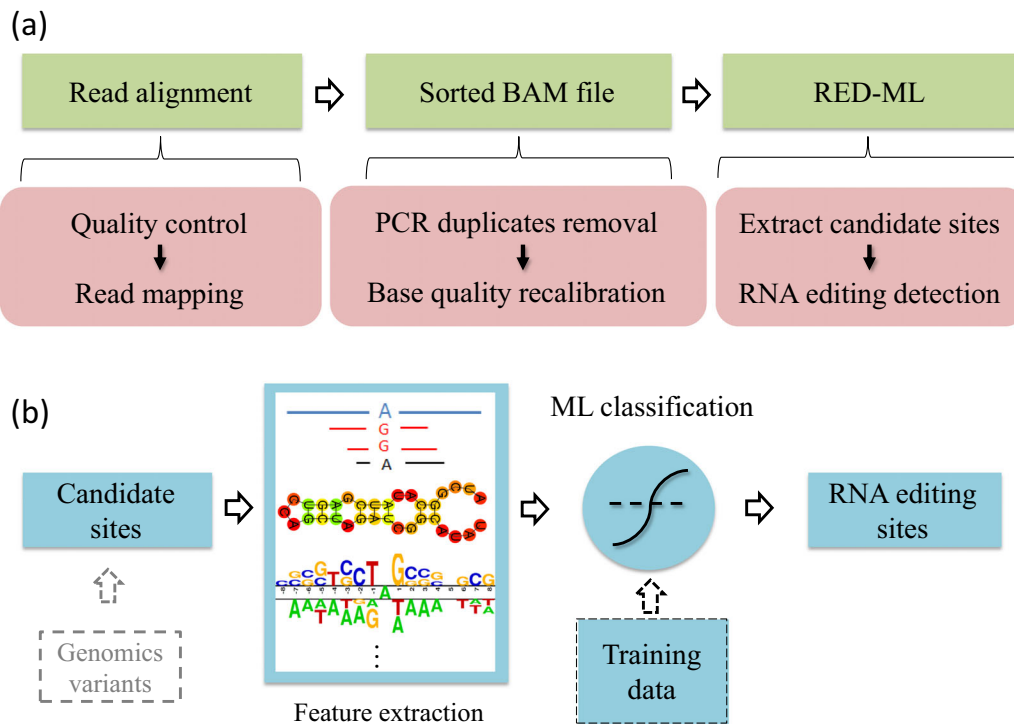 (a)
Read alignment
Sorted BAM file
RED-ML
Quality control
Read mapping
PCR duplicates removal
Base quality recalibration
Extract candidate sites
RNA editing detection
(b)
Candidate
sites
Genomics
variants
A
G
G
A
Feature extraction
ML classification
Training
data
RNA editing
sites